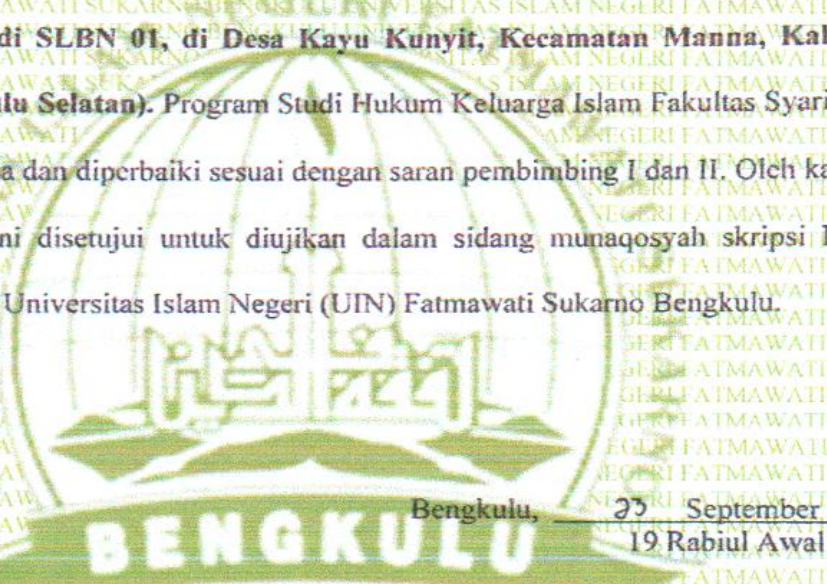 di SLBN 01, di Desa Kayu Kunyit, Kecamatan Manna, Ka
lu Selatan). Program Studi Hukum Keluarga Islam Fakultas Syari
a dan diperbaiki sesuai dengan saran pembimbing I dan II. Oleh ka
ni disetujui untuk diujikan dalam sidang munaqosyah skripsi
Universitas Islam Negeri (UIN) Fatmawati Sukarno Bengkulu.
Bengkulu, 23 September
19 Rabiul Awal
BENGKULU